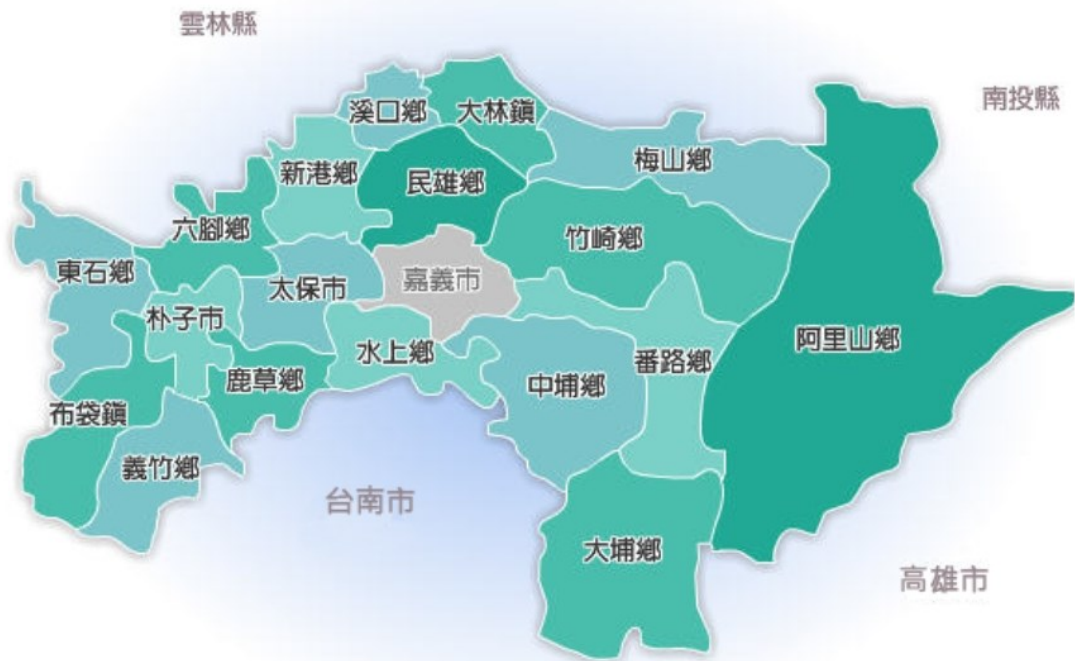 雲林縣
南投縣
溪口鄉
大林鎮
梅山鄉
新港鄉
民雄鄉
六腳鄉
竹崎鄉
東石鄉
太保市
嘉義市
朴子市
水上鄉
番路鄉
阿里山鄉
鹿草鄉
中埔鄉
布袋鎮
義竹鄉
台南市
大埔鄉
高雄市